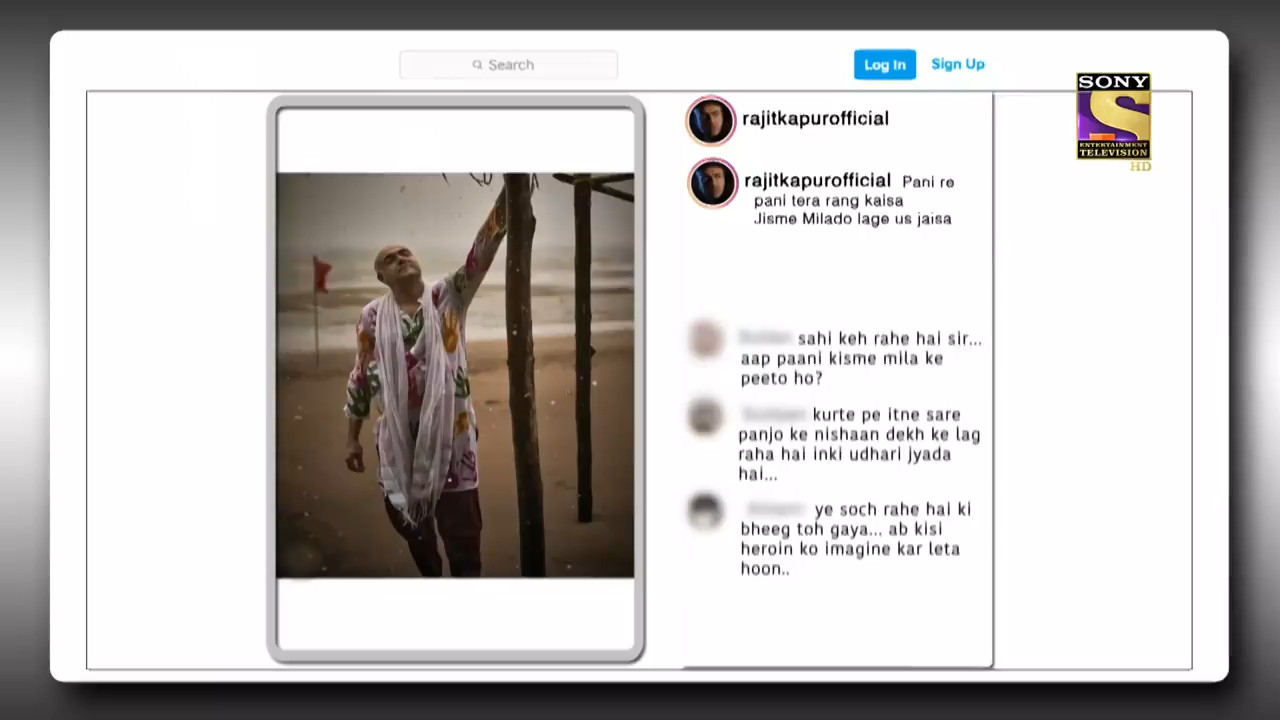 Search
Log In
Sign Up
SONY
ENTERTAINMENT
TELEVISION
HD
rajitkapurofficial
rajitkapurofficial Pani re
pani tera rang kaisa
Jisme Milado lage us jaisa
sahi keh rahe hai sir...
aap paani kisme mila ke
peeto ho?
kurte pe itne sare
panjo ke nishaan dekh ke lag
raha hai inki udhari jyada
hai...
ye soch rahe hai ki
bheeg toh gaya... ab kisi
heroin ko imagine kar leta
hoon..